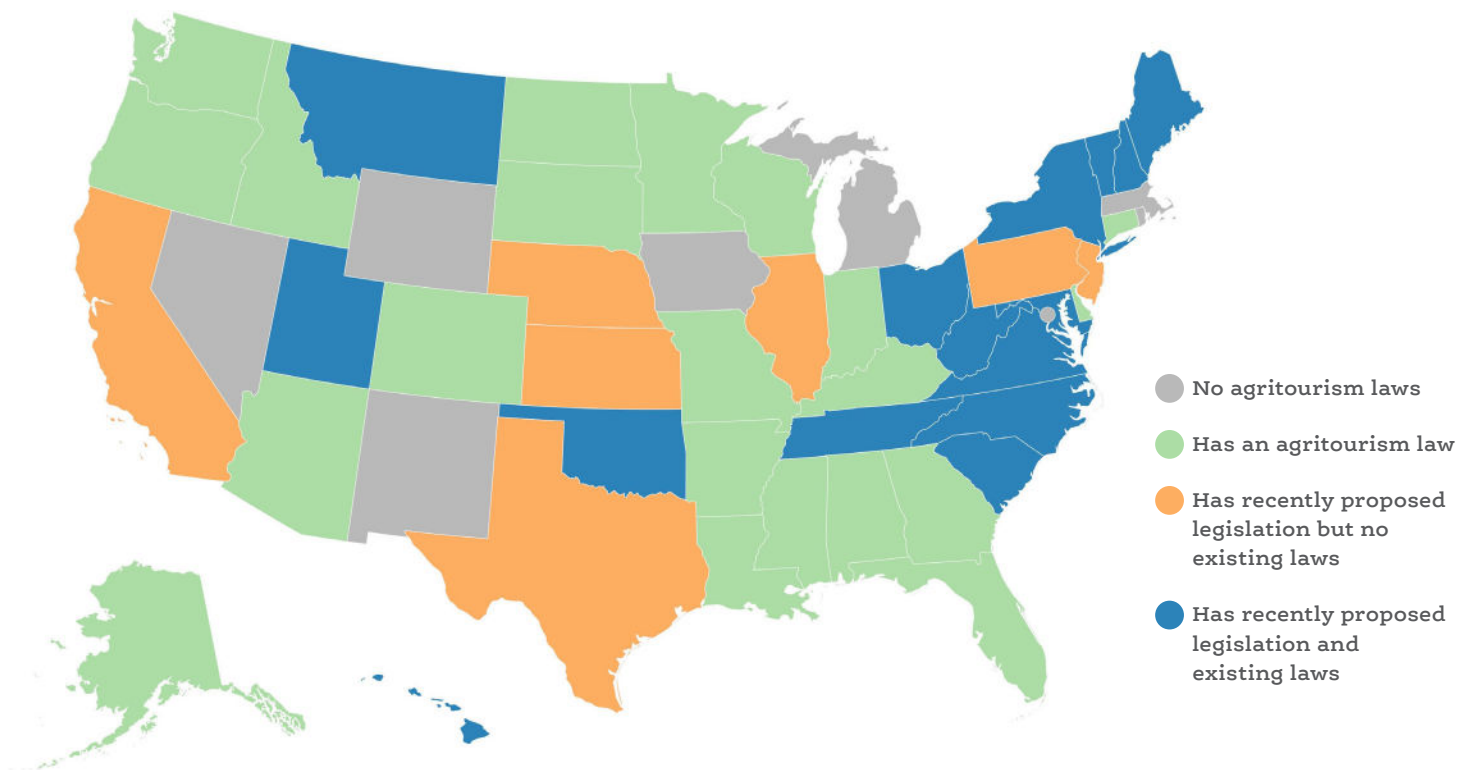 No agritourism laws
Has an agritourism law
Has recently proposed
legislation but no
existing laws
Has recently proposed
legislation and
existing laws